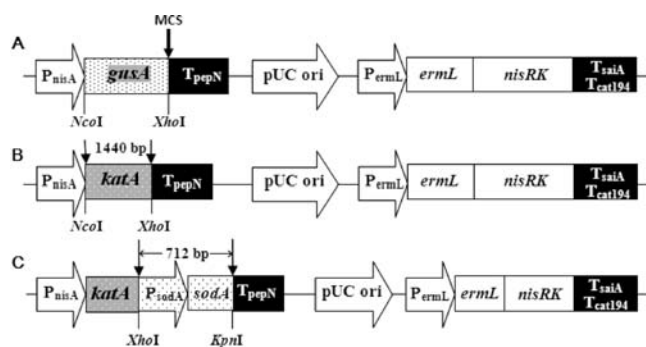 MCS
A
PnisA gusA TpepN pUC ori PermL ermL nisRK TsaiA Tcat194
NcoI XhoI
1440 bp
B
PnisA katA TpepN pUC ori PermL ermL nisRK TsaiA Tcat194
NcoI XhoI
712 bp
C
PnisA katA PsodA sodA TpepN pUC ori PermL ermL nisRK TsaiA Tcat194
XhoI KpnI